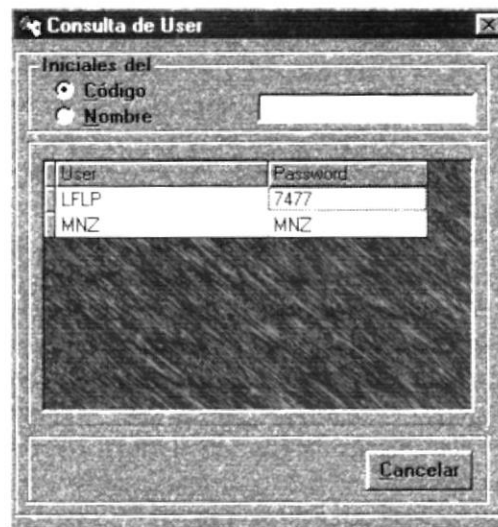 Consulta de User
Iniciales del
Código
Nombre
User Password
LFLP 7477
MNZ MNZ
Cancelar